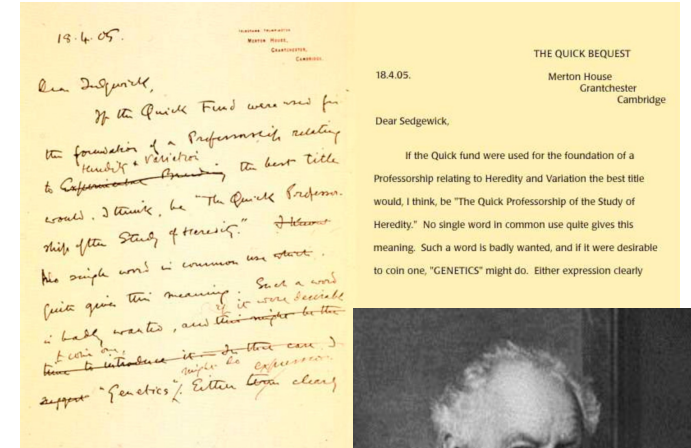 18.4.05.
MERTON HOUSE,
GRANTCHESTER,
CAMBRIDGE.
Dear Sedgwick,
If the Quick Fund were used for
the foundation of a Professorship relating
Heredity & Variation
to Experimental Breeding the best title
would, I think, be "The Quick Professor-
ship of the Study of Heredity."
No single word in common use
quite gives this meaning. Such a word
if it were desirable
is badly wanted, and this might be the
to coin one,
time to introduce it – In that case I
might be expression
suggest "Genetics". Either term clearly
THE QUICK BEQUEST
18.4.05.
Merton House
Grantchester
Cambridge
Dear Sedgewick,
If the Quick fund were used for the foundation of a
Professorship relating to Heredity and Variation the best title
would, I think, be "The Quick Professorship of the Study of
Heredity." No single word in common use quite gives this
meaning. Such a word is badly wanted, and if it were desirable
to coin one, "GENETICS" might do. Either expression clearly